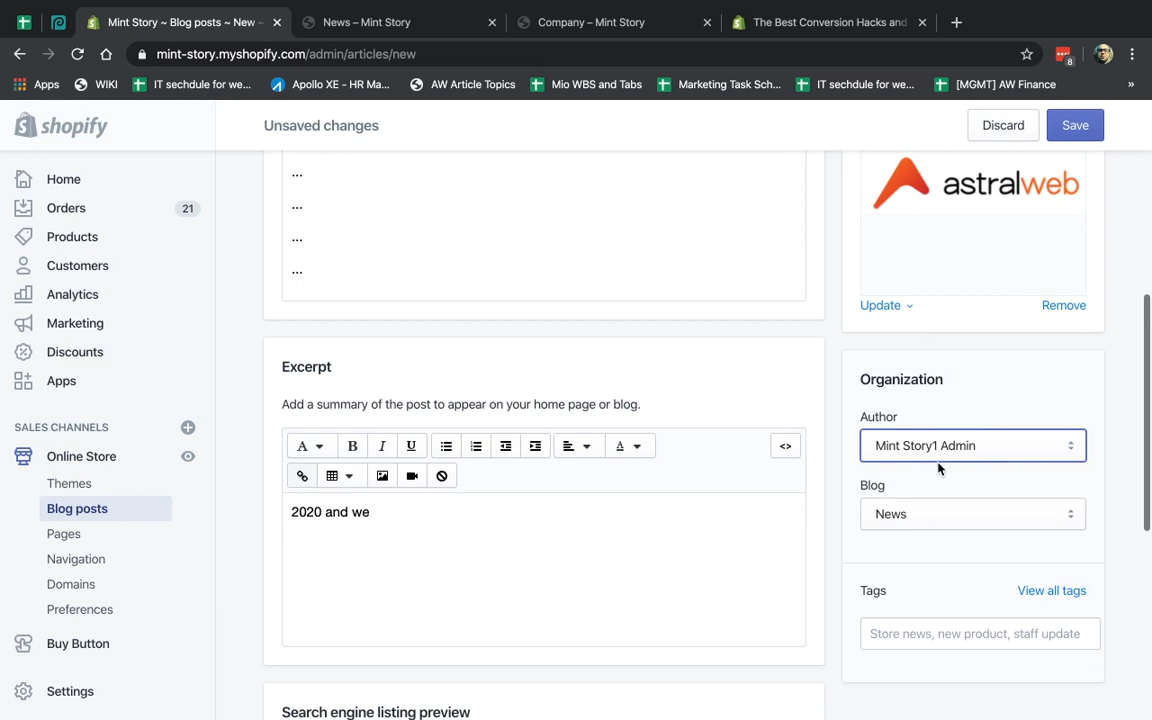 Mint Story ~ Blog posts ~ New
News – Mint Story
Company – Mint Story
The Best Conversion Hacks and
mint-story.myshopify.com/admin/articles/new
8
Apps
WIKI
IT sechdule for we...
Apollo XE - HR Ma...
AW Article Topics
Mio WBS and Tabs
Marketing Task Sch...
IT sechdule for we...
[MGMT] AW Finance
»
shopify
Unsaved changes
Discard
Save
Home
Orders
21
Products
Customers
Analytics
Marketing
Discounts
Apps
SALES CHANNELS
Online Store
Themes
Blog posts
Pages
Navigation
Domains
Preferences
Buy Button
Settings
...
...
...
...
Excerpt
Add a summary of the post to appear on your home page or blog.
A
B
I
U
A
<>
2020 and we
Search engine listing preview
astralweb
Update
Remove
Organization
Author
Mint Story1 Admin
Blog
News
Tags
View all tags
Store news, new product, staff update